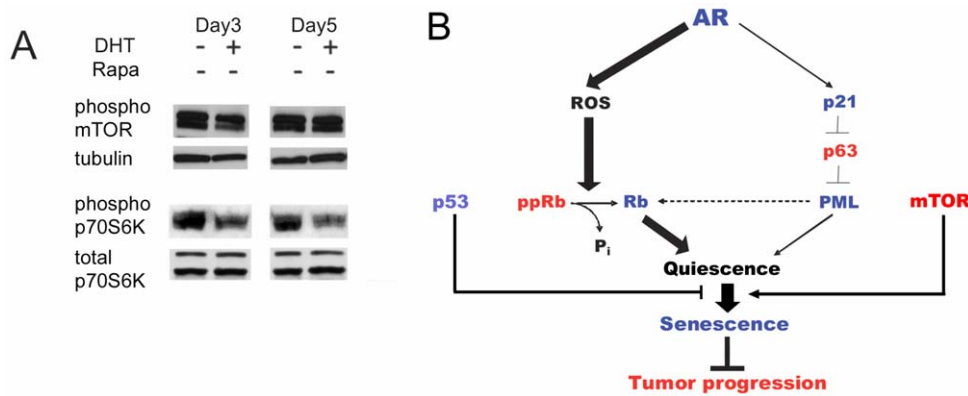 A
Day3 Day5
DHT - + - +
Rapa - - - -
phospho
mTOR
tubulin
phospho
p70S6K
total
p70S6K
B
AR
ROS p21
p63
p53 ppRb Rb PML mTOR
Pi
Quiescence
Senescence
Tumor progression